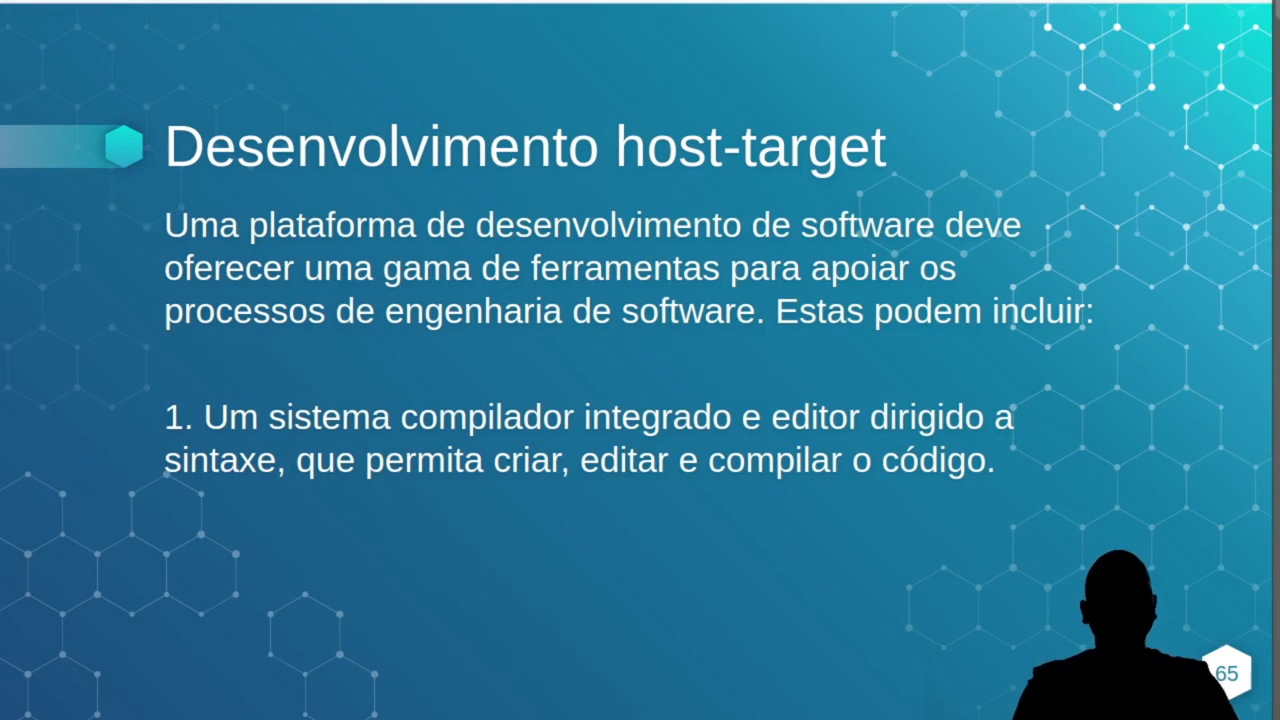 Desenvolvimento host-target
Uma plataforma de desenvolvimento de software deve
oferecer uma gama de ferramentas para apoiar os
processos de engenharia de software. Estas podem incluir:
1. Um sistema compilador integrado e editor dirigido a
sintaxe, que permita criar, editar e compilar o código.
65